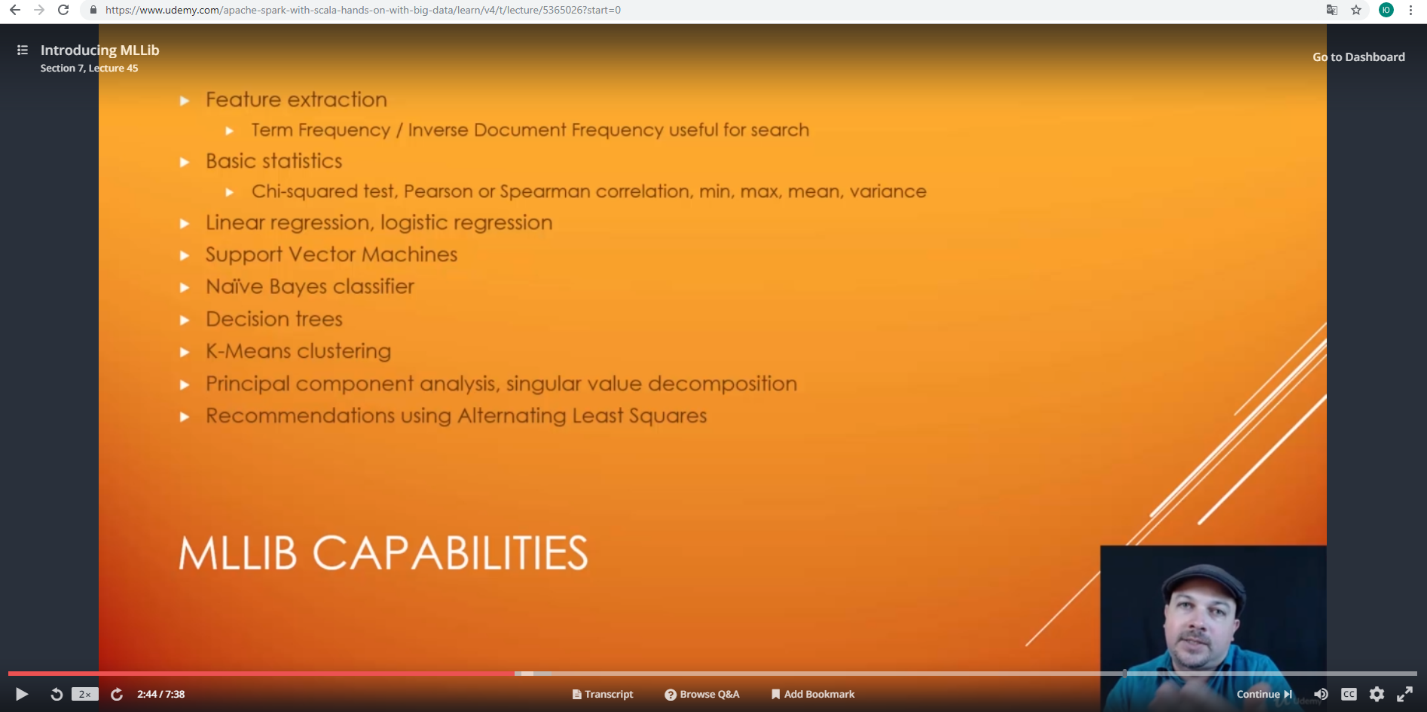 https://www.udemy.com/apache-spark-with-scala-hands-on-with-big-data/learn/v4/t/lecture/5365026?start=0
Ю
Introducing MLLib
Section 7, Lecture 45
Go to Dashboard
Feature extraction
Term Frequency / Inverse Document Frequency useful for search
Basic statistics
Chi-squared test, Pearson or Spearman correlation, min, max, mean, variance
Linear regression, logistic regression
Support Vector Machines
Naïve Bayes classifier
Decision trees
K-Means clustering
Principal component analysis, singular value decomposition
Recommendations using Alternating Least Squares
MLLIB CAPABILITIES
2×
2:44 / 7:38
Transcript
Browse Q&A
Add Bookmark
Continue
CC
Udemy